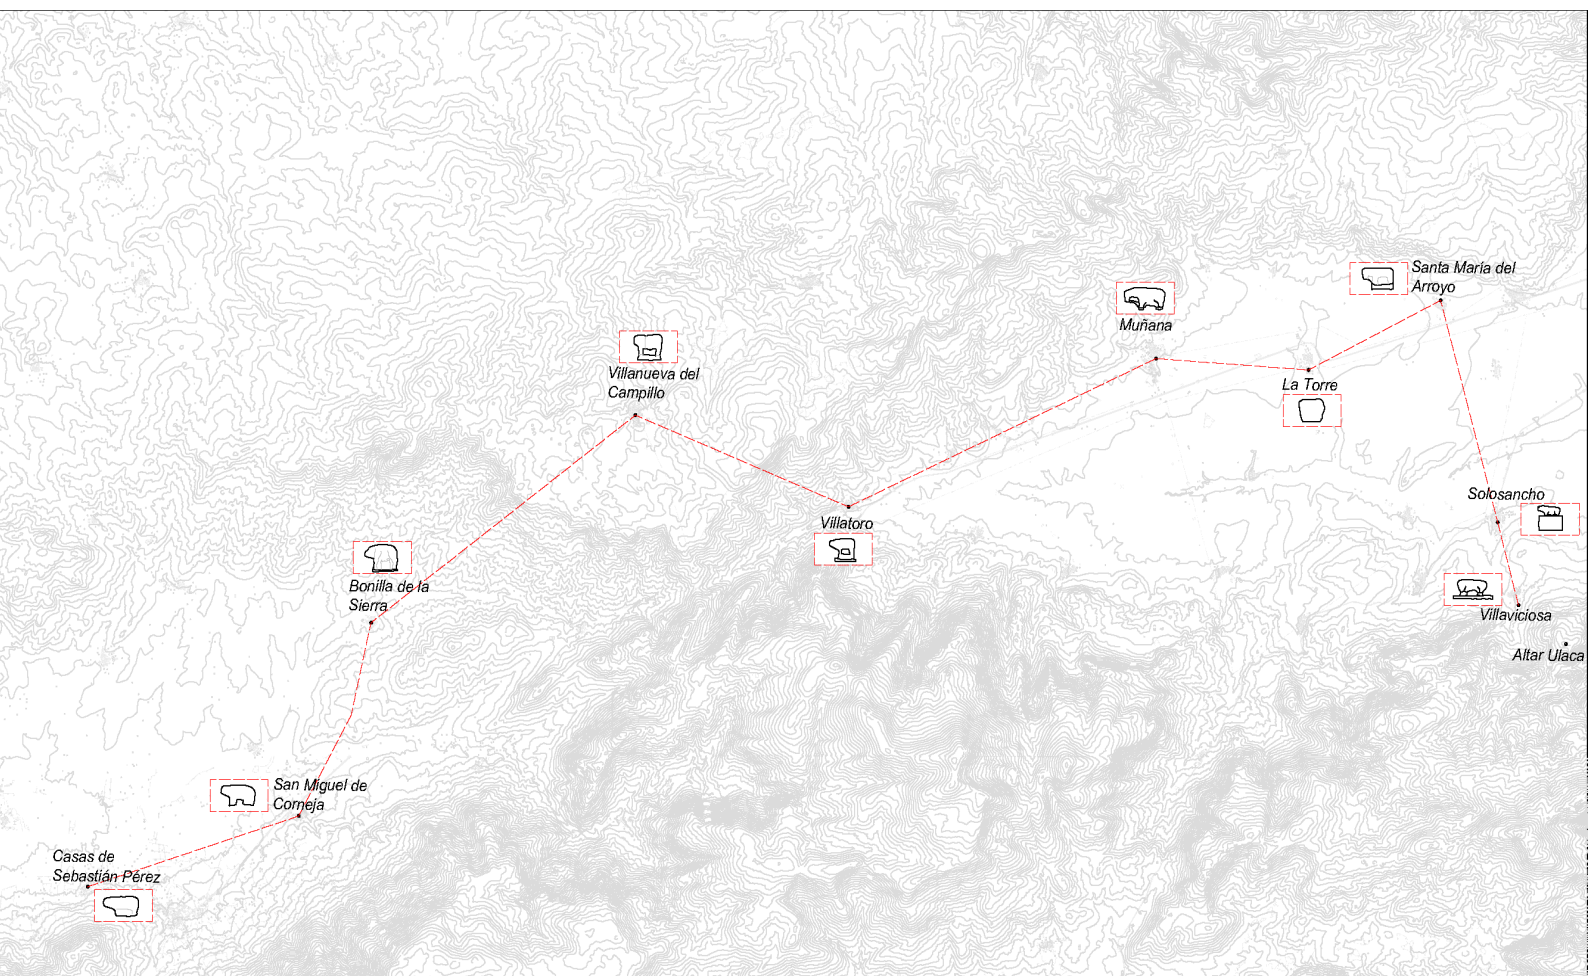 Santa María del
Arroyo
Muñana
Villanueva del
Campillo
La Torre
Solosancho
Villatoro
Bonilla de la
Sierra
Villaviciosa
Altar Ulaca
San Miguel de
Corneja
Casas de
Sebastián Pérez